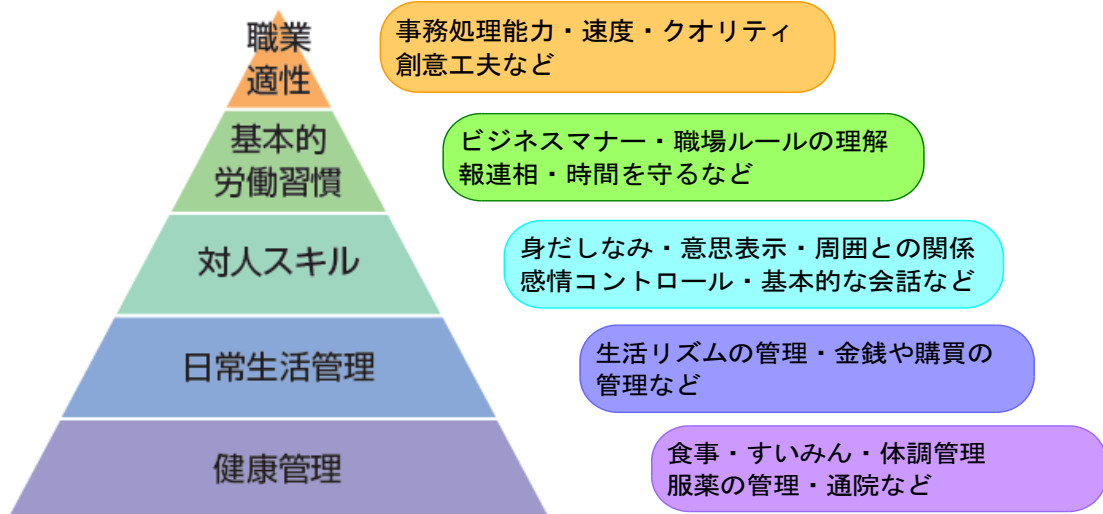 職業
適性
事務処理能力・速度・クオリティ
創意工夫など
基本的
労働習慣
ビジネスマナー・職場ルールの理解
報連相・時間を守るなど
対人スキル
身だしなみ・意思表示・周囲との関係
感情コントロール・基本的な会話など
日常生活管理
生活リズムの管理・金銭や購買の
管理など
健康管理
食事・すいみん・体調管理
服薬の管理・通院など